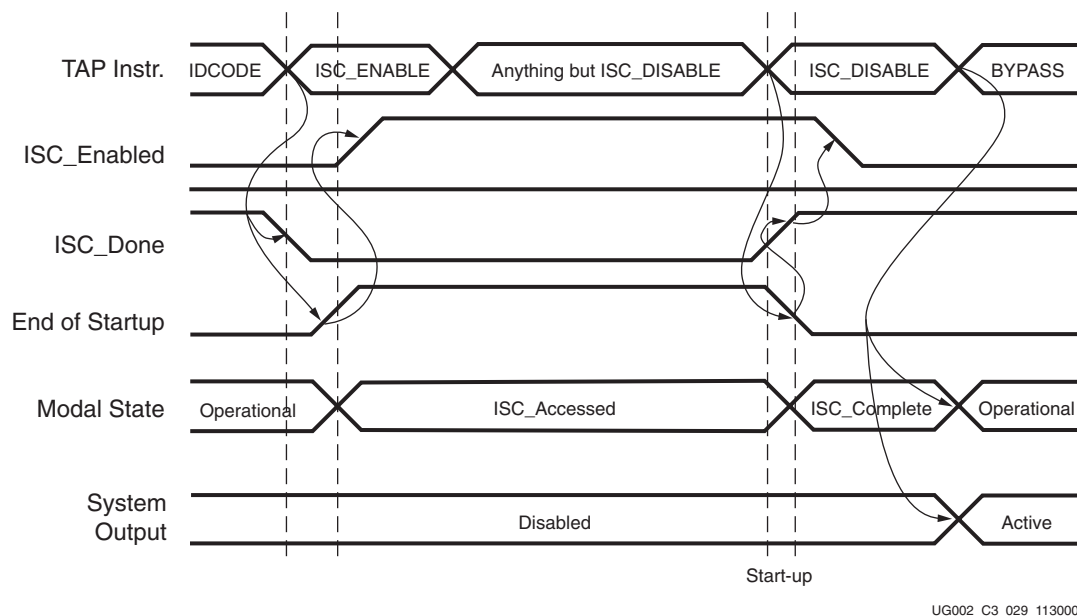 TAP Instr.
IDCODE
ISC_ENABLE
Anything but ISC_DISABLE
ISC_DISABLE
BYPASS
ISC_Enabled
ISC_Done
End of Startup
Modal State
Operational
ISC_Accessed
ISC_Complete
Operational
System
Output
Disabled
Active
Start-up
UG002_C3_029_113000